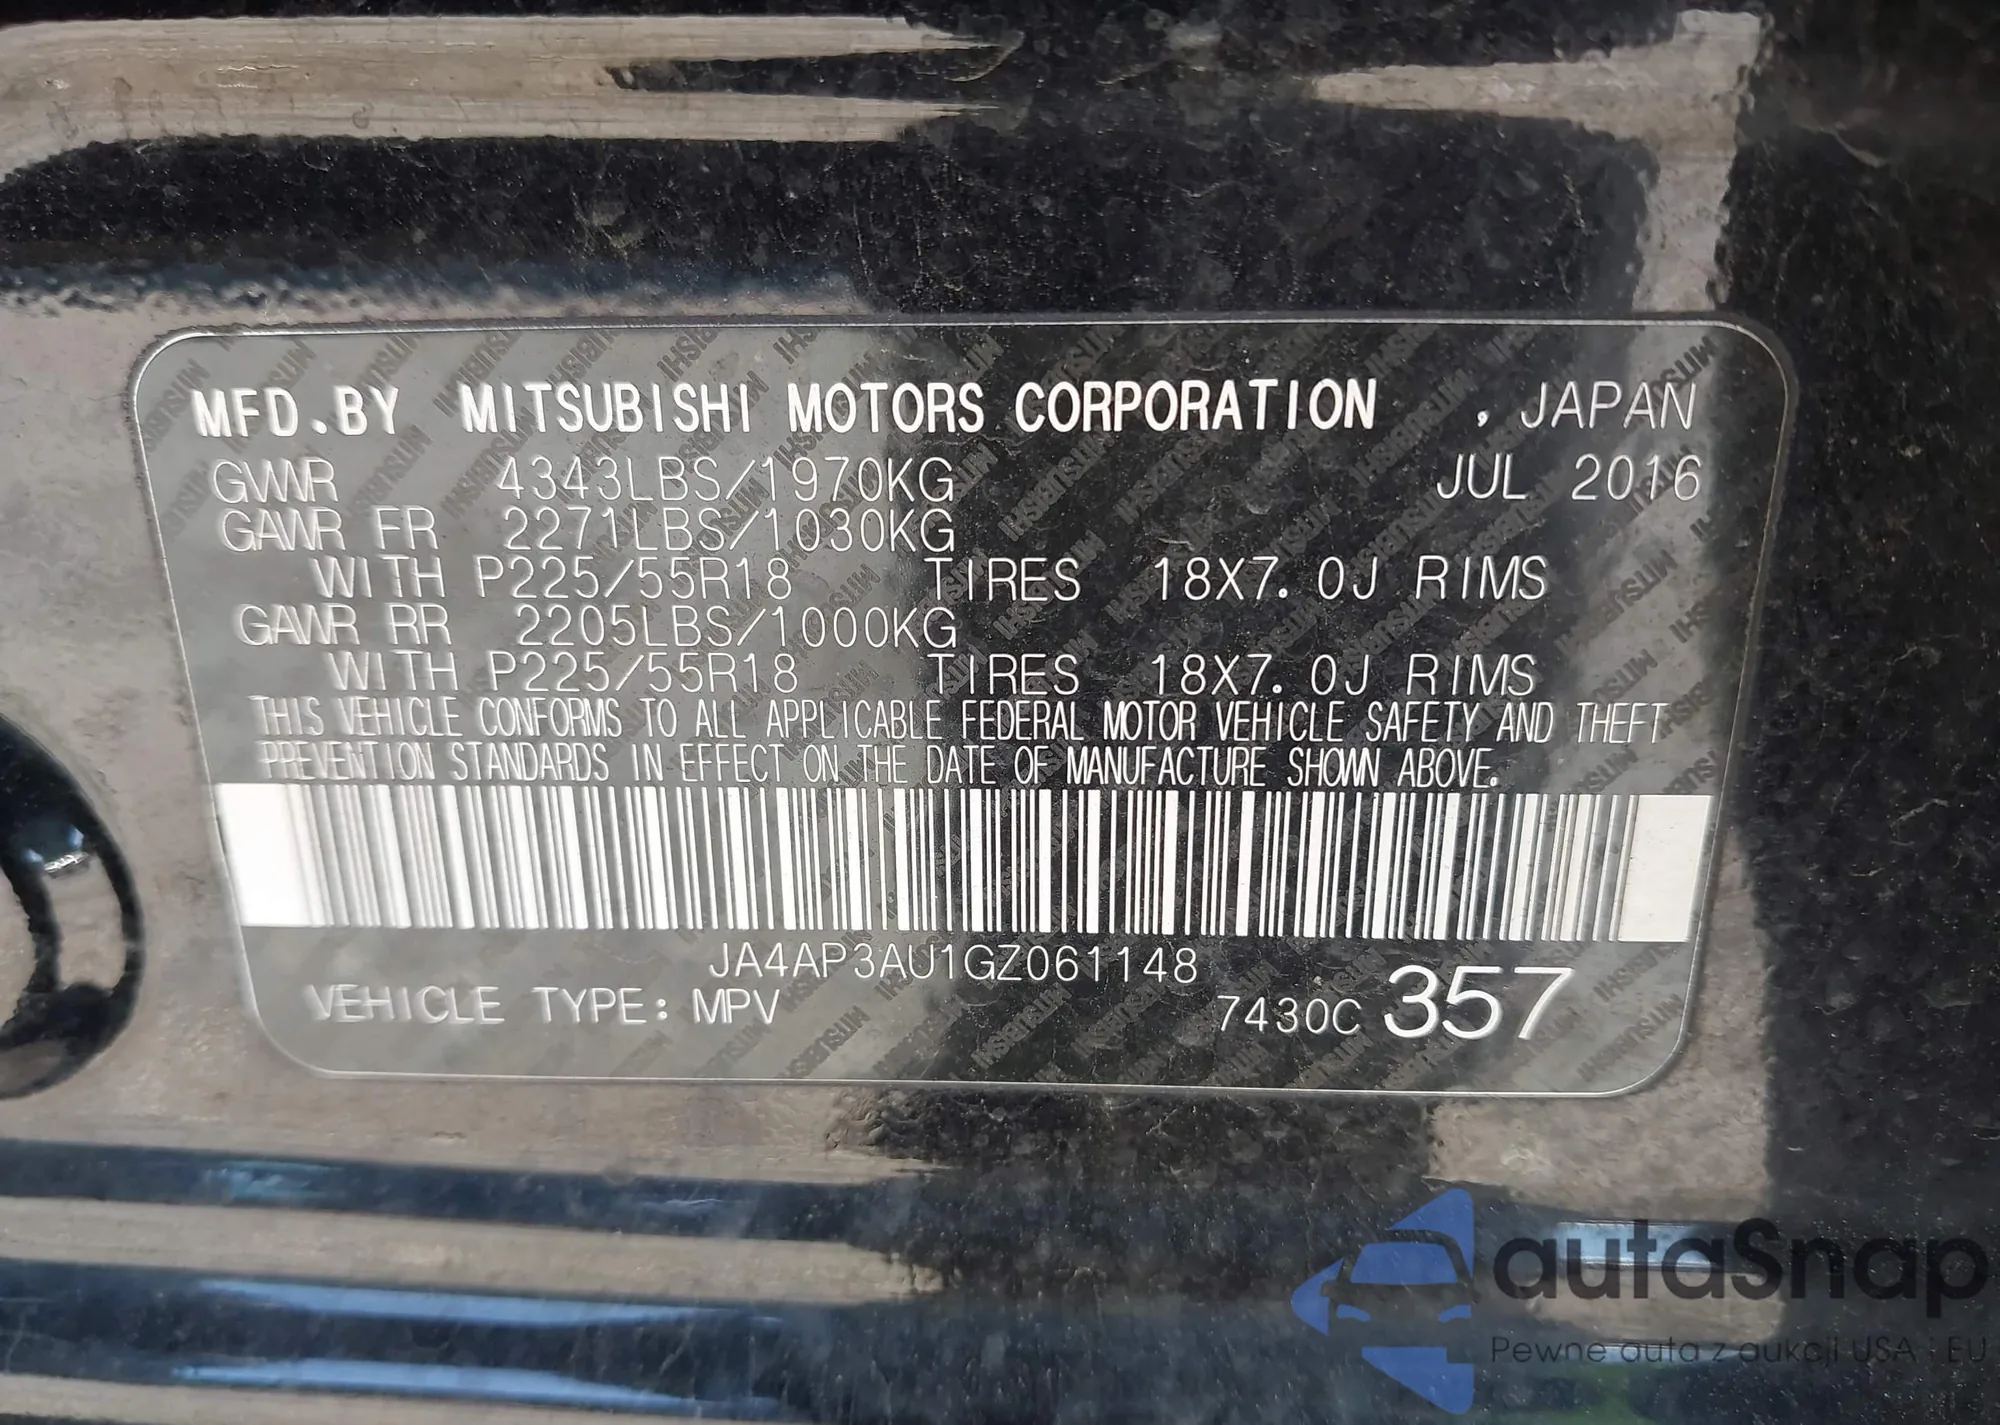 MFD.BY MITSUBISHI MOTORS CORPORATION , JAPAN
GVWR 4343LBS/1970KG JUL 2016
GAWR FR 2271LBS/1030KG
WITH P225/55R18 TIRES 18X7.0J RIMS
GAWR RR 2205LBS/1000KG
WITH P225/55R18 TIRES 18X7.0J RIMS
THIS VEHICLE CONFORMS TO ALL APPLICABLE FEDERAL MOTOR VEHICLE SAFETY AND THEFT
PREVENTION STANDARDS IN EFFECT ON THE DATE OF MANUFACTURE SHOWN ABOVE.
JA4AP3AU1GZ061148
VEHICLE TYPE: MPV 7430C 357
autaSnap
Pewne auta z aukcji USA i EU